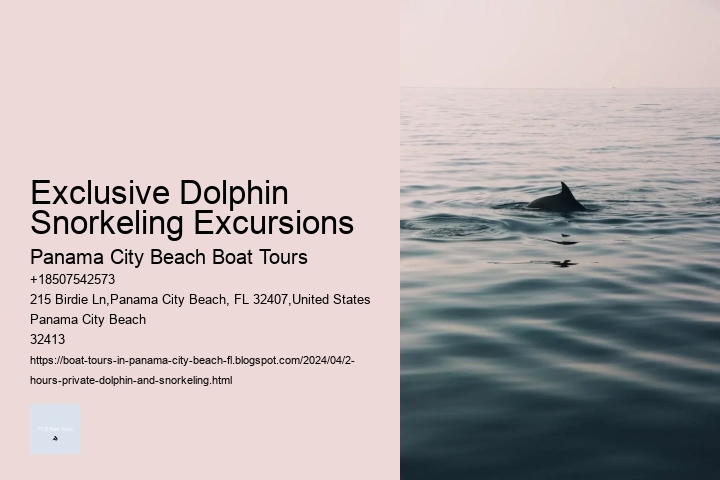 Exclusive Dolphin
Snorkeling Excursions
Panama City Beach Boat Tours
+18507542573
215 Birdie Ln,Panama City Beach, FL 32407,United States
Panama City Beach
32413
https://boat-tours-in-panama-city-beach-fl.blogspot.com/2024/04/2-
hours-private-dolphin-and-snorkeling.html